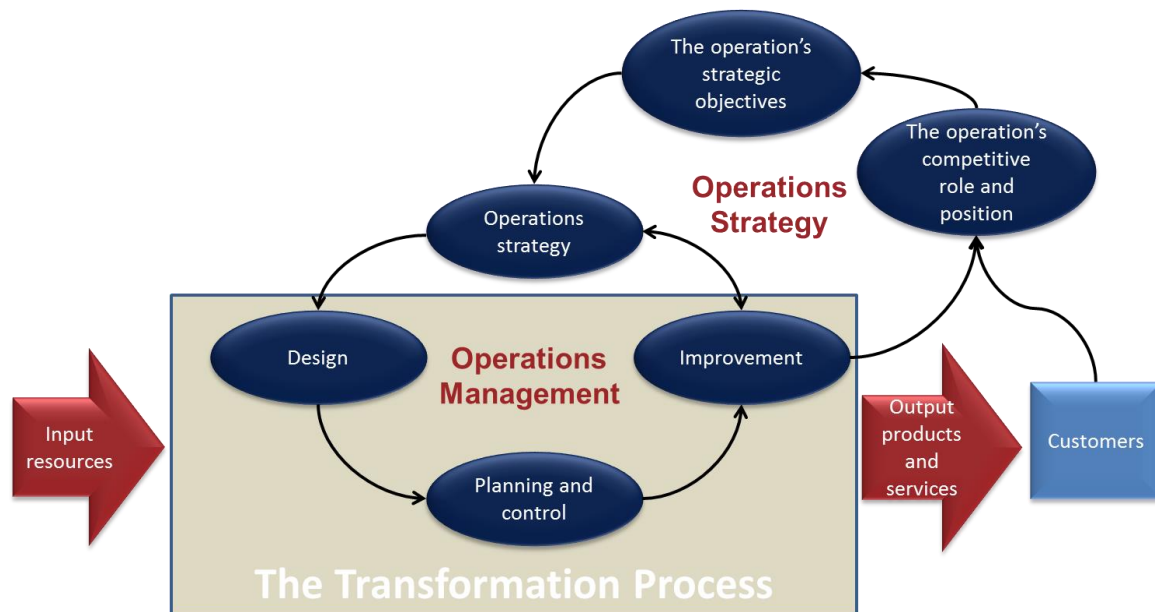 The operation's
strategic
objectives
The operation's
competitive
role and
position
Operations
Strategy
Operations
strategy
Design
Operations
Management
Improvement
Input
resources
Output
products
and
services
Customers
Planning and
control
The Transformation Process